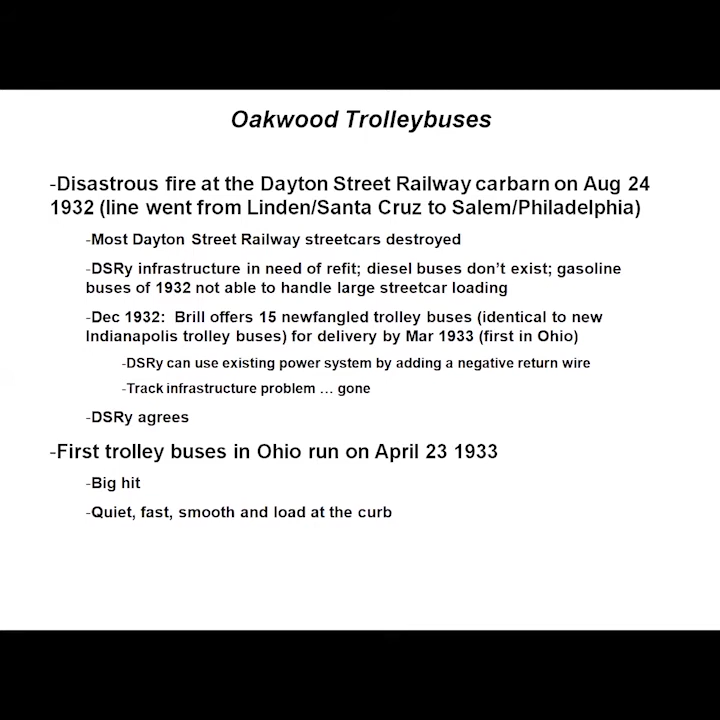 Oakwood Trolleybuses
-Disastrous fire at the Dayton Street Railway carbarn on Aug 24
1932 (line went from Linden/Santa Cruz to Salem/Philadelphia)
-Most Dayton Street Railway streetcars destroyed
-DSRy infrastructure in need of refit; diesel buses don’t exist; gasoline
buses of 1932 not able to handle large streetcar loading
-Dec 1932:  Brill offers 15 newfangled trolley buses (identical to new
Indianapolis trolley buses) for delivery by Mar 1933 (first in Ohio)
-DSRy can use existing power system by adding a negative return wire
-Track infrastructure problem … gone
-DSRy agrees
-First trolley buses in Ohio run on April 23 1933
-Big hit
-Quiet, fast, smooth and load at the curb